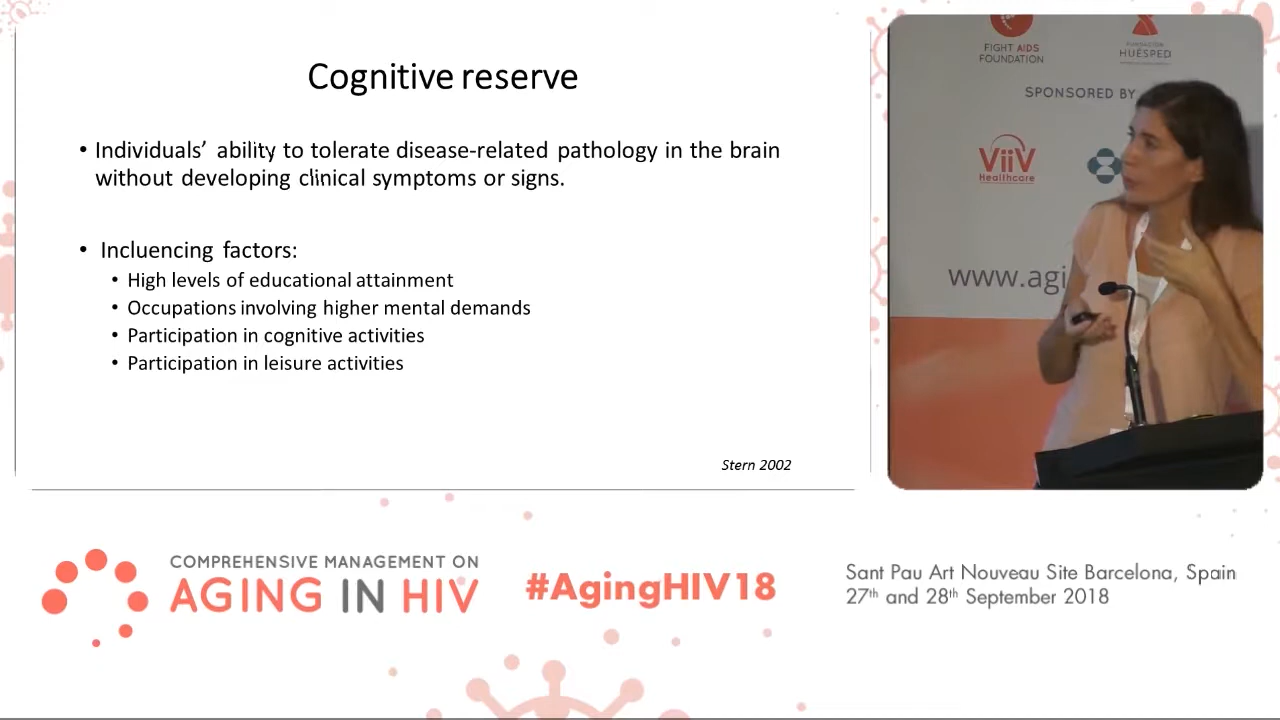 Cognitive reserve
• Individuals’ ability to tolerate disease-related pathology in the brain
without developing clinical symptoms or signs.
• Incluencing factors:
• High levels of educational attainment
• Occupations involving higher mental demands
• Participation in cognitive activities
• Participation in leisure activities
Stern 2002
FIGHT AIDS
FOUNDATION
FUNDACIÓN
HUÉSPED
SPONSORED BY
ViiV
Healthcare
www.agi
COMPREHENSIVE MANAGEMENT ON
AGING IN HIV
#AgingHIV18
Sant Pau Art Nouveau Site Barcelona, Spain
27th and 28th September 2018